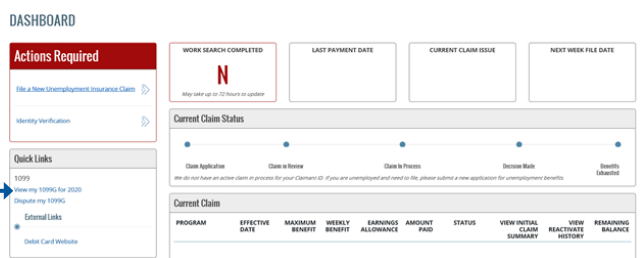 DASHBOARD
Actions Required
File a New Unemployment Insurance Claim
Identity Verification
Quick Links
1099
View my 1099G for 2020
Dispute my 1099G
External Links
Debit Card Website
WORK SEARCH COMPLETED
N
May take up to 72 hours to update
LAST PAYMENT DATE
CURRENT CLAIM ISSUE
NEXT WEEK FILE DATE
Current Claim Status
Claim Application
Claim in Review
Claim In Process
Decision Made
Benefits
Exhausted
We do not have an active claim in process for your Claimant ID. If you are unemployed and need to file, please submit a new application for unemployment benefits.
Current Claim
PROGRAM
EFFECTIVE
DATE
MAXIMUM
BENEFIT
WEEKLY
BENEFIT
EARNINGS
ALLOWANCE
AMOUNT
PAID
STATUS
VIEW INITIAL
CLAIM
SUMMARY
VIEW
REACTIVATE
HISTORY
REMAINING
BALANCE